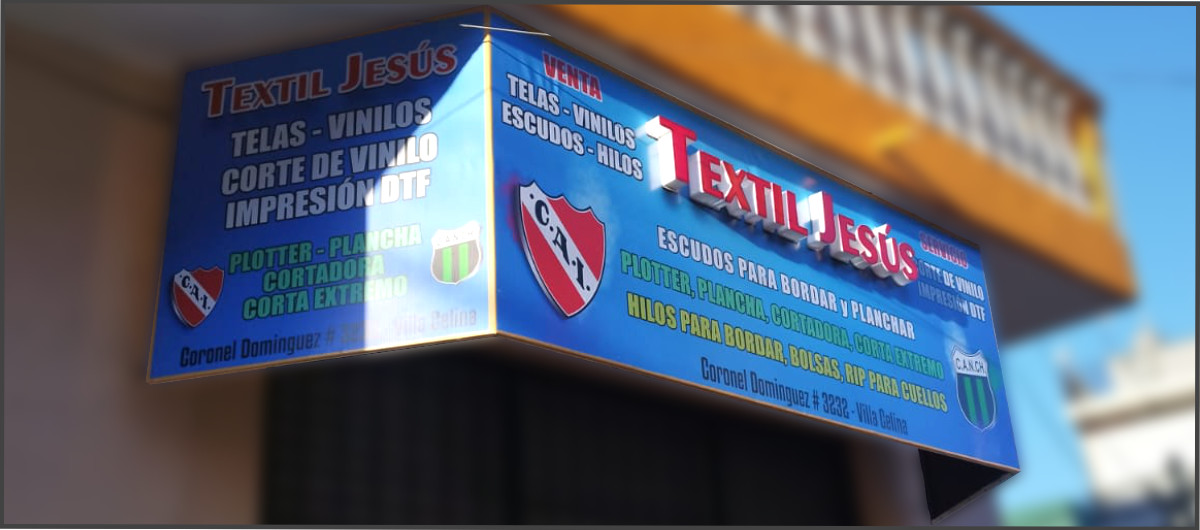 TEXTIL JESÚS
TELAS - VINILOS
CORTE DE VINILO
IMPRESIÓN DTF
PLOTTER - PLANCHA
CORTADORA
CORTA EXTREMO
C.A.I.
Coronel Dominguez # Villa Celina
VENTA
TELAS - VINILOS
ESCUDOS - HILOS
TEXTIL JESÚS
C.A.I.
ESCUDOS PARA BORDAR y PLANCHAR
PLOTTER, PLANCHA, CORTADORA, CORTA EXTREMO
HILOS PARA BORDAR, BOLSAS, RIP PARA CUELLOS
Coronel Dominguez # 3232 - Villa Celina
SERVICIO
CORTE DE VINILO
IMPRESIÓN DTF
C.A.N.CH.